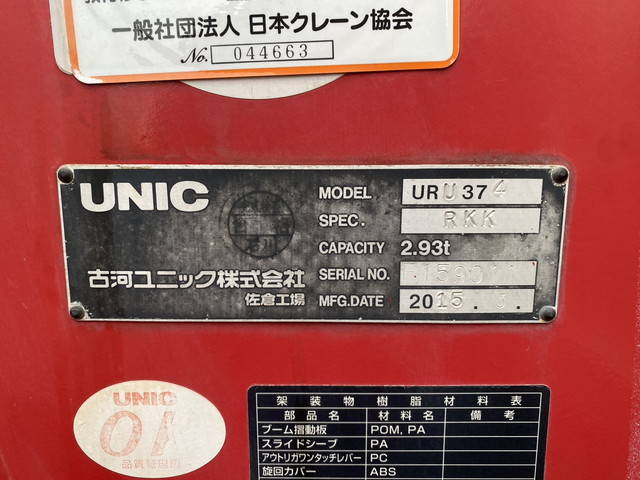 一般社団法人 日本クレーン協会
No. 044663
UNIC
MODEL URU374
SPEC. RKK
CAPACITY 2.93t
古河ユニック株式会社
SERIAL NO.
佐倉工場
MFG.DATE 2015. 3.
UNIC
架装物樹脂材料表
部品名 材料名 備考
ブーム摺動板 POM, PA
スライドシーブ PA
アウトリガワンタッチレバー PC
旋回カバー ABS